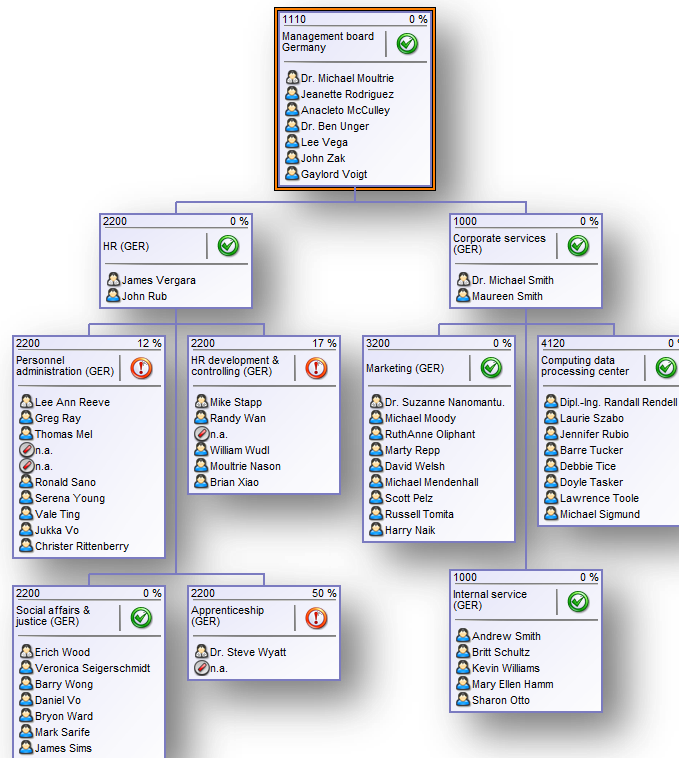 1110 0 %
Management board
Germany
Dr. Michael Moultrie
Jeanette Rodriguez
Anacleto McCulley
Dr. Ben Unger
Lee Vega
John Zak
Gaylord Voigt
2200 0 %
HR (GER)
James Vergara
John Rub
1000 0 %
Corporate services
(GER)
Dr. Michael Smith
Maureen Smith
2200 12 %
Personnel
administration (GER)
Lee Ann Reeve
Greg Ray
Thomas Mel
n.a.
n.a.
Ronald Sano
Serena Young
Vale Ting
Jukka Vo
Christer Rittenberry
2200 17 %
HR development &
controlling (GER)
Mike Stapp
Randy Wan
n.a.
William Wudl
Moultrie Nason
Brian Xiao
3200 0 %
Marketing (GER)
Dr. Suzanne Nanomantu.
Michael Moody
RuthAnne Oliphant
Marty Repp
David Welsh
Michael Mendenhall
Scott Pelz
Russell Tomita
Harry Naik
4120 0 %
Computing data
processing center
Dipl.-Ing. Randall Rendell
Laurie Szabo
Jennifer Rubio
Barre Tucker
Debbie Tice
Doyle Tasker
Lawrence Toole
Michael Sigmund
2200 0 %
Social affairs &
justice (GER)
Erich Wood
Veronica Seigerschmidt
Barry Wong
Daniel Vo
Bryon Ward
Mark Sarife
James Sims
2200 50 %
Apprenticeship
(GER)
Dr. Steve Wyatt
n.a.
1000 0 %
Internal service
(GER)
Andrew Smith
Britt Schultz
Kevin Williams
Mary Ellen Hamm
Sharon Otto